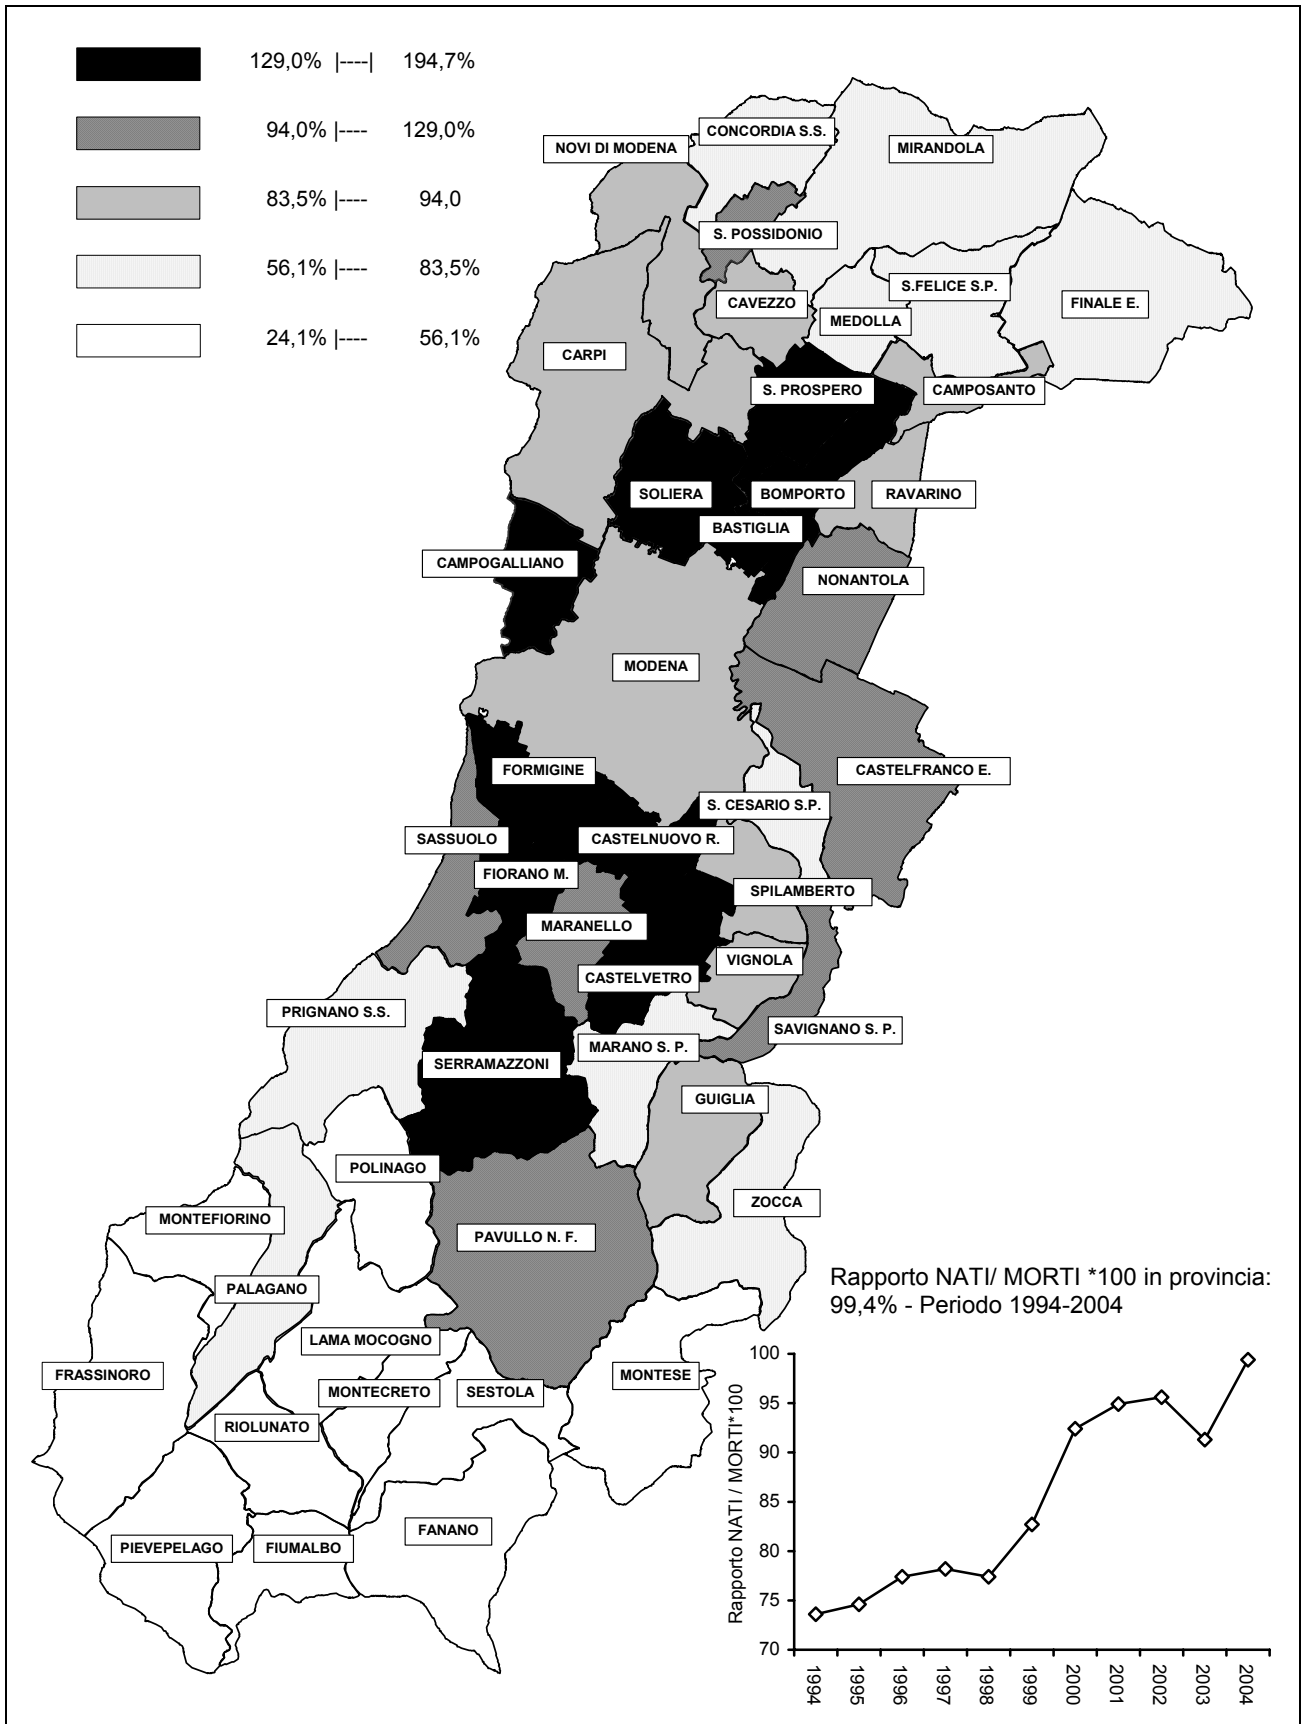 129,0% |----| 194,7%
94,0% |---- 129,0%
83,5% |---- 94,0
56,1% |---- 83,5%
24,1% |---- 56,1%
CONCORDIA S.S.
NOVI DI MODENA
MIRANDOLA
S. POSSIDONIO
S.FELICE S.P.
CAVEZZO
FINALE E.
MEDOLLA
CARPI
S. PROSPERO
CAMPOSANTO
SOLIERA
BOMPORTO
RAVARINO
BASTIGLIA
CAMPOGALLIANO
NONANTOLA
MODENA
FORMIGINE
CASTELFRANCO E.
S. CESARIO S.P.
SASSUOLO
CASTELNUOVO R.
FIORANO M.
SPILAMBERTO
MARANELLO
VIGNOLA
CASTELVETRO
PRIGNANO S.S.
SAVIGNANO S. P.
MARANO S. P.
SERRAMAZZONI
GUIGLIA
POLINAGO
ZOCCA
MONTEFIORINO
PAVULLO N. F.
PALAGANO
LAMA MOCOGNO
FRASSINORO
MONTECRETO
SESTOLA
MONTESE
RIOLUNATO
FANANO
PIEVEPELAGO
FIUMALBO
Rapporto NATI/ MORTI *100 in provincia:
99,4% - Periodo 1994-2004
Rapporto NATI / MORTI*100
100
95
90
85
80
75
70
1994
1995
1996
1997
1998
1999
2000
2001
2002
2003
2004